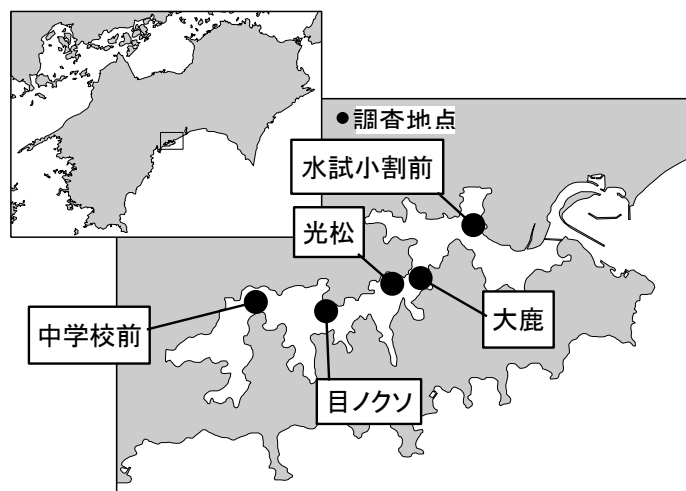 ●調査地点
水試小割前
光松
大鹿
中学校前
目ノクソ